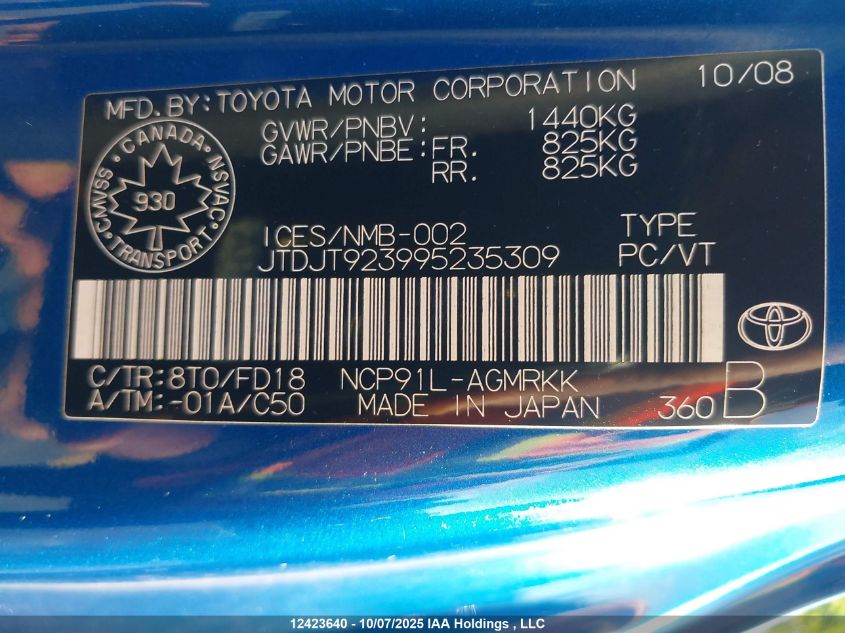 MFD. BY: TOYOTA MOTOR CORPORATION 10/08
GVWR/PNBV: 1440KG
GAWR/PNBE: FR. 825KG
RR. 825KG
CANADA NSVAC TRANSPORT CMVSS
930
ICES/NMB-002 TYPE
JTDJT923995235309 PC/VT
C/TR: 8T0/FD18 NCP91L-AGMRKK
A/TM: -01A/C50 MADE IN JAPAN 360 B
12423640 - 10/07/2025 IAA Holdings , LLC